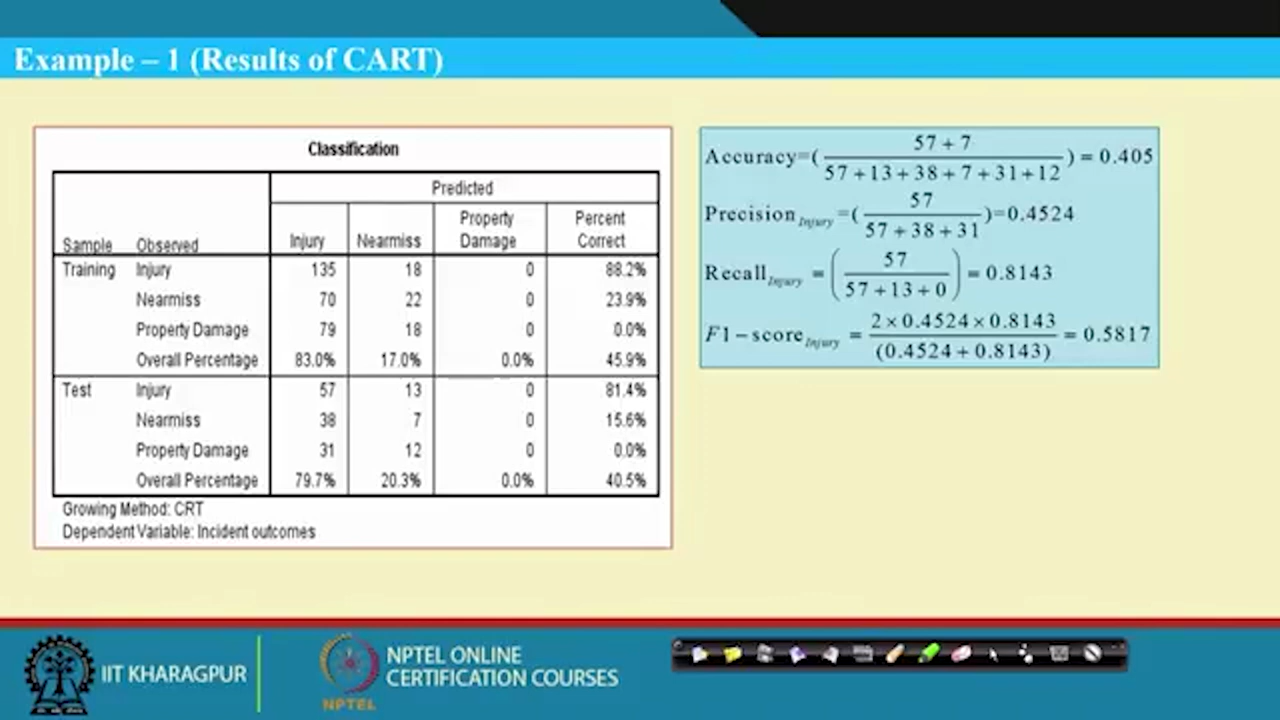 Example – 1 (Results of CART)
Classification
Predicted
Sample Observed Injury Nearmiss Property Damage Percent Correct
Training Injury 135 18 0 88.2%
Nearmiss 70 22 0 23.9%
Property Damage 79 18 0 0.0%
Overall Percentage 83.0% 17.0% 0.0% 45.9%
Test Injury 57 13 0 81.4%
Nearmiss 38 7 0 15.6%
Property Damage 31 12 0 0.0%
Overall Percentage 79.7% 20.3% 0.0% 40.5%
Growing Method: CRT
Dependent Variable: Incident outcomes
Accuracy=( (57 + 7) / (57 + 13 + 38 + 7 + 31 + 12) ) = 0.405
Precision Injury =( 57 / (57 + 38 + 31) )=0.4524
Recall Injury = ( 57 / (57 + 13 + 0) ) = 0.8143
F1 – score Injury = 2 × 0.4524 × 0.8143 / (0.4524 + 0.8143) = 0.5817
IIT KHARAGPUR
NPTEL
NPTEL ONLINE
CERTIFICATION COURSES